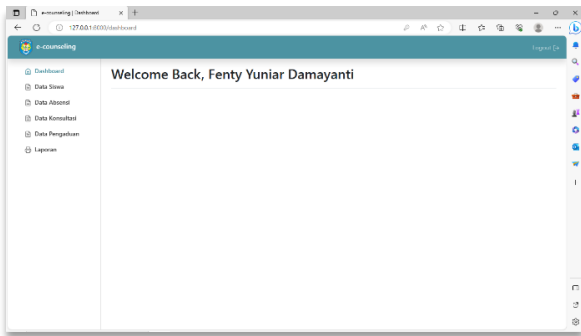 e-counseling | Dashboard
127.0.0.1:8000/dashboard
e-counseling
Logout
Dashboard
Welcome Back, Fenty Yuniar Damayanti
Data Siswa
Data Absensi
Data Konsultasi
Data Pengaduan
Laporan